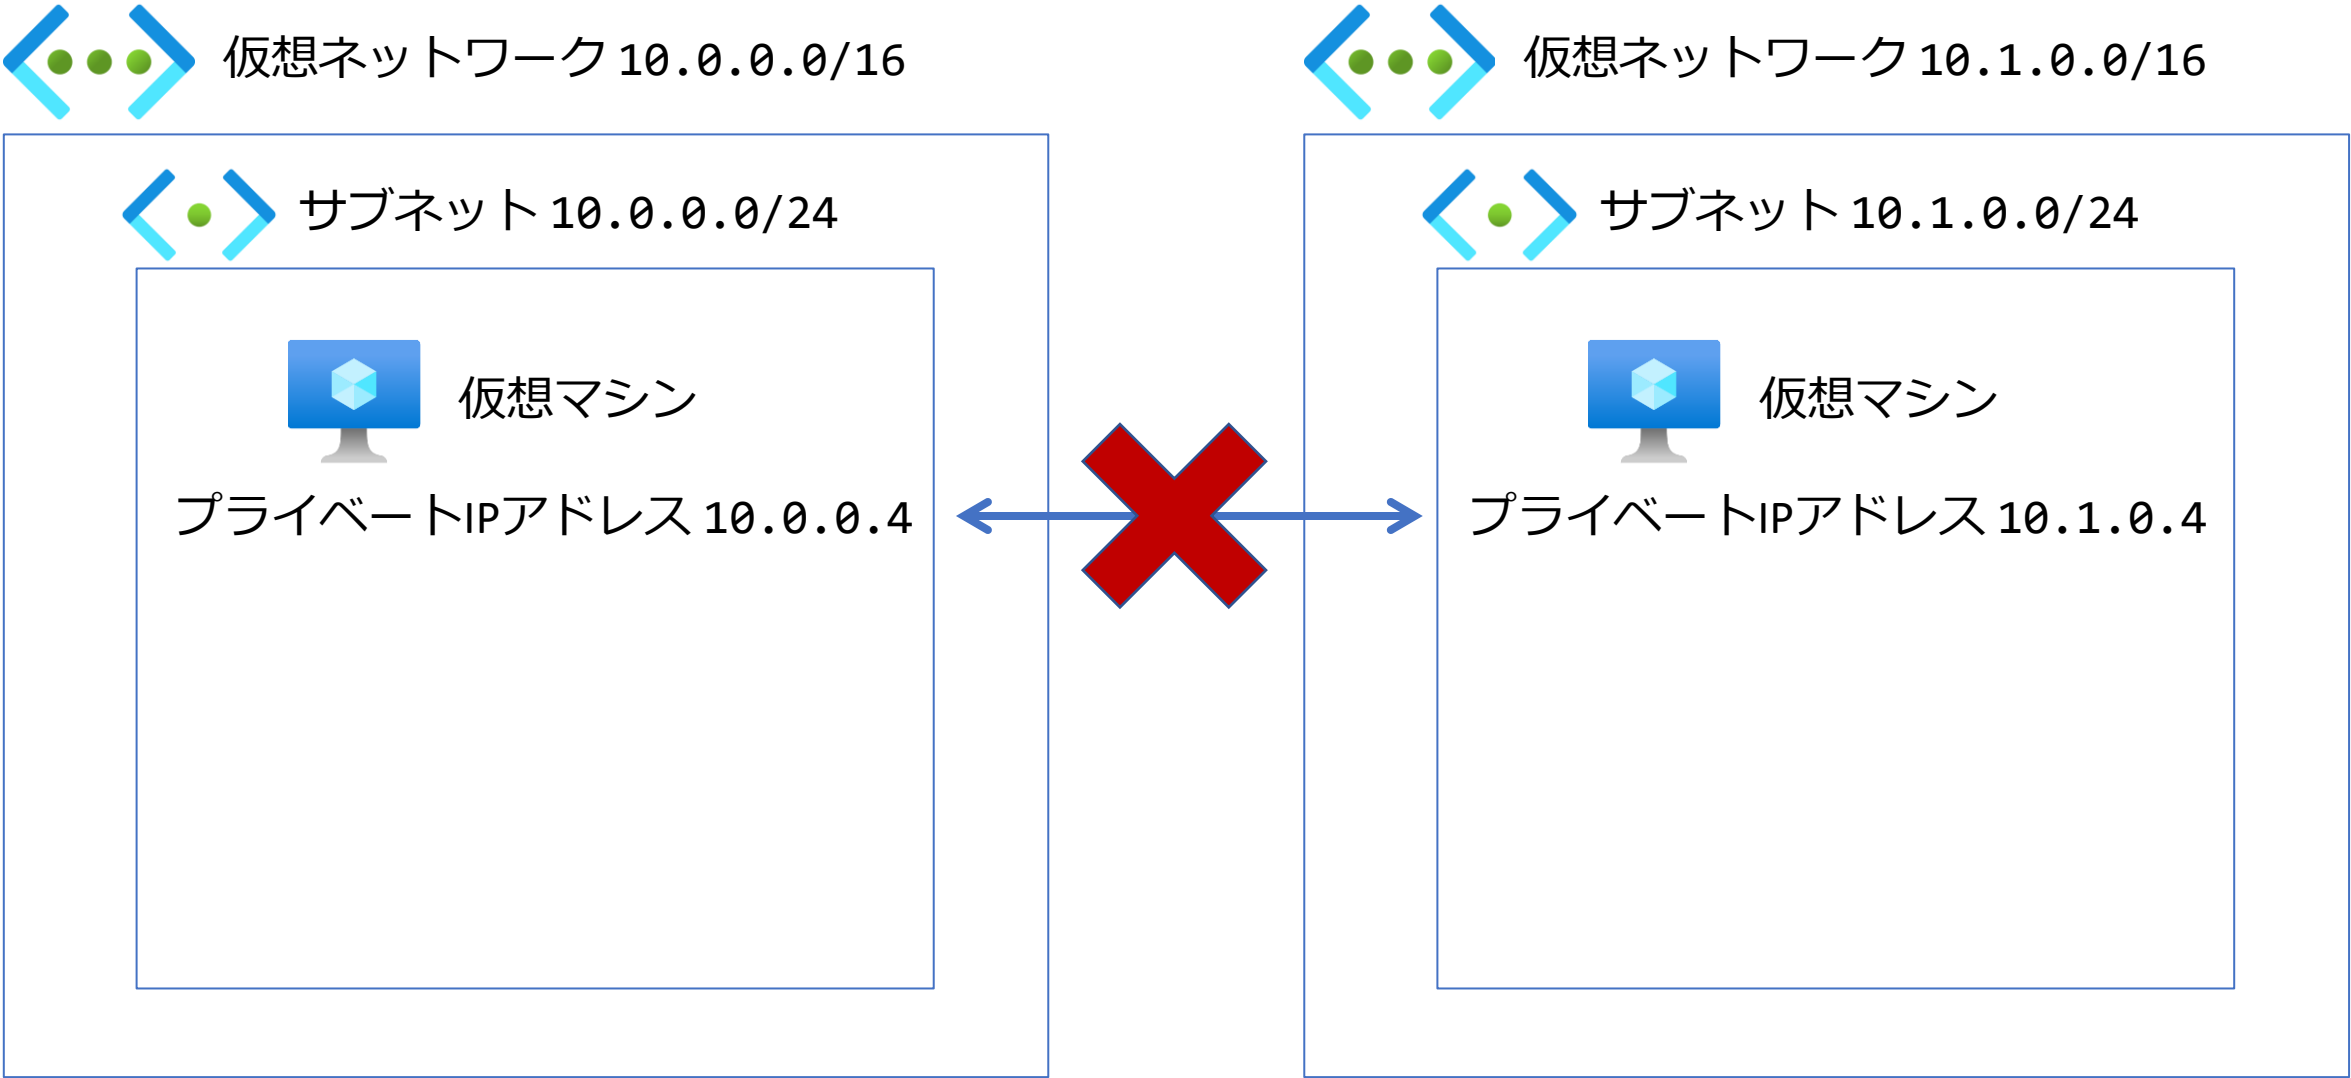 仮想ネットワーク 10.0.0.0/16
サブネット 10.0.0.0/24
仮想マシン
プライベートIPアドレス 10.0.0.4
仮想ネットワーク 10.1.0.0/16
サブネット 10.1.0.0/24
仮想マシン
プライベートIPアドレス 10.1.0.4